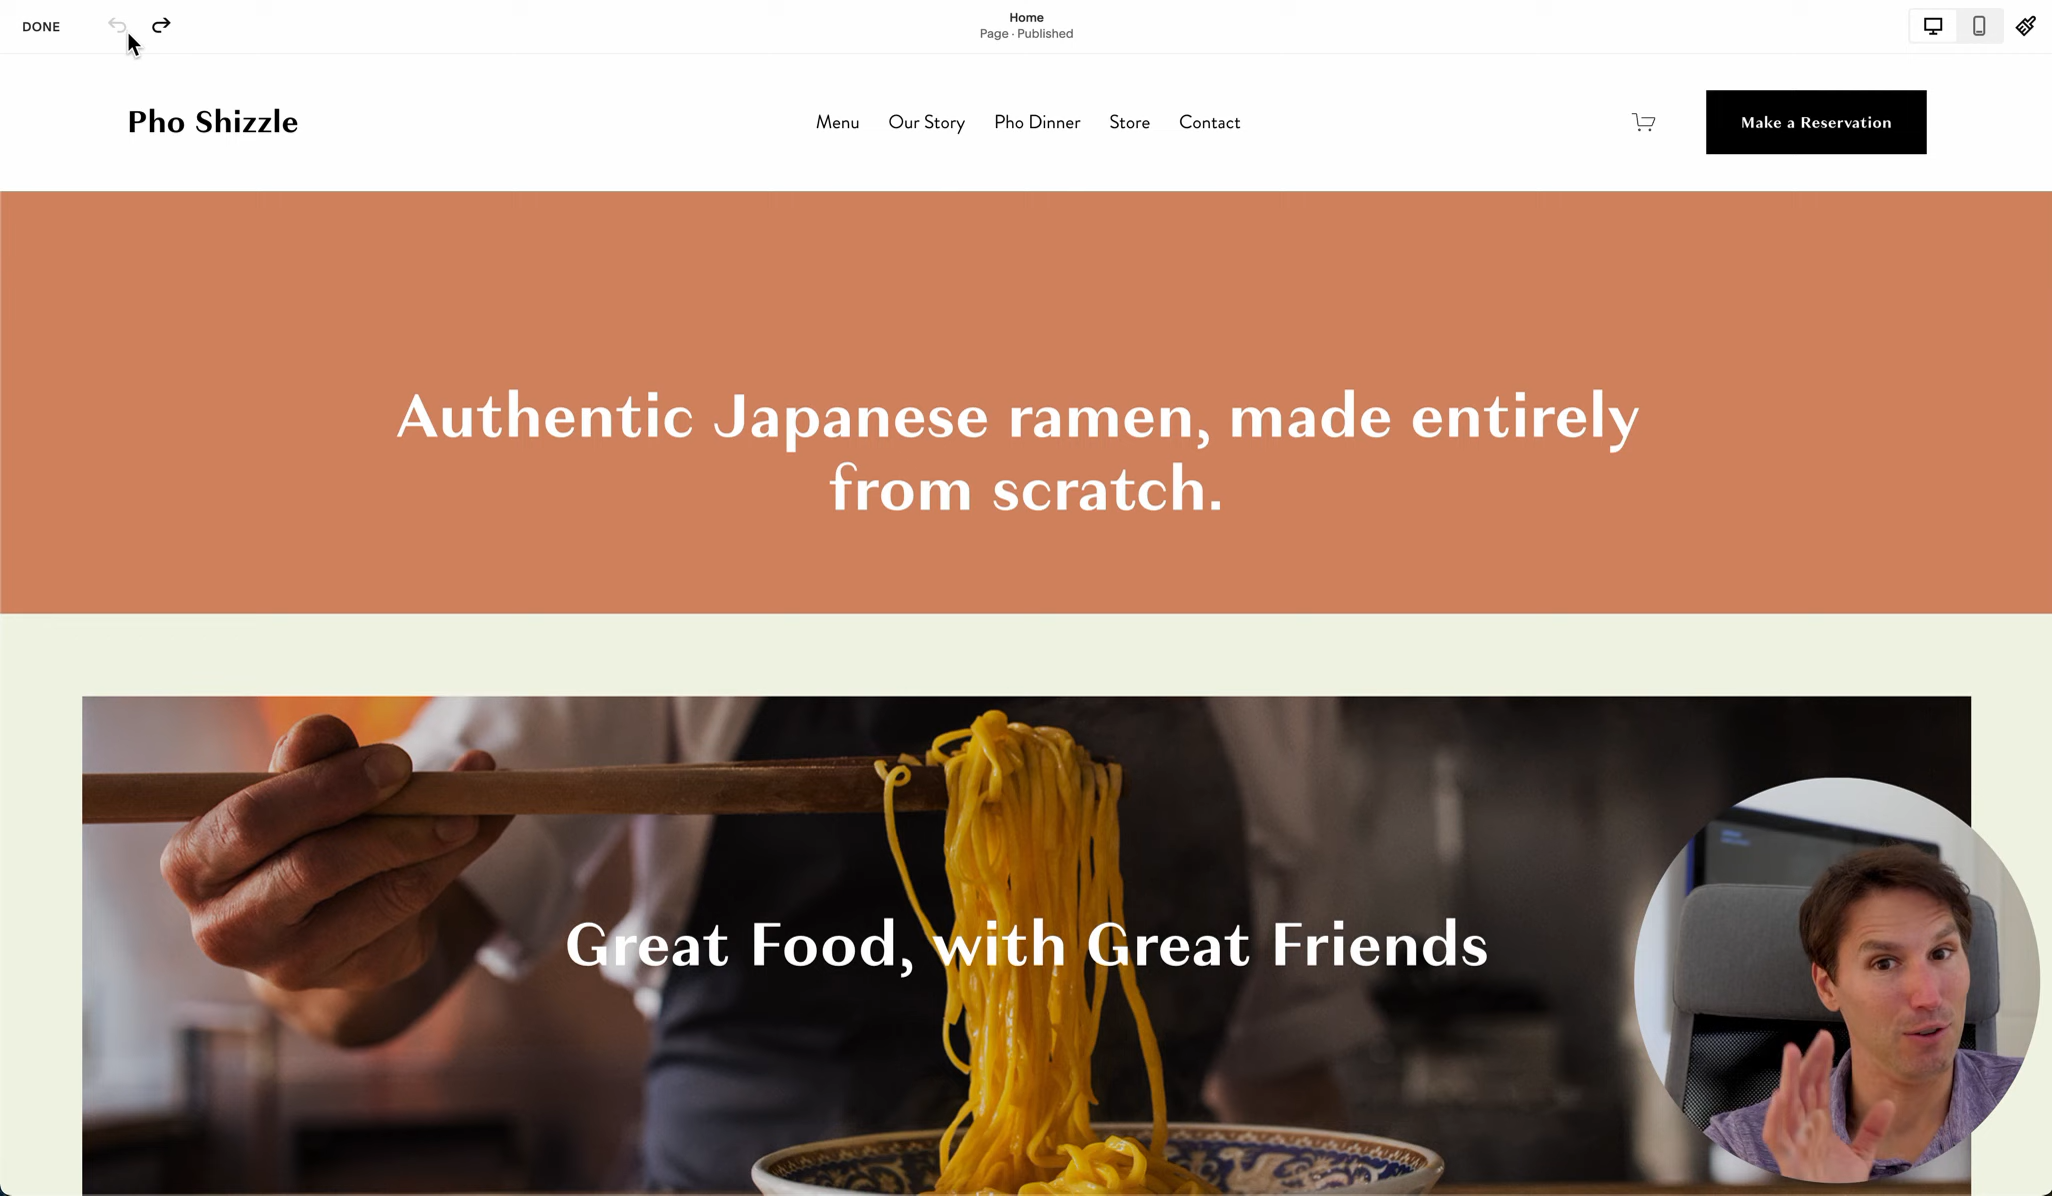 DONE
Home
Page · Published
Pho Shizzle
Menu
Our Story
Pho Dinner
Store
Contact
Make a Reservation
Authentic Japanese ramen, made entirely
from scratch.
Great Food, with Great Friends